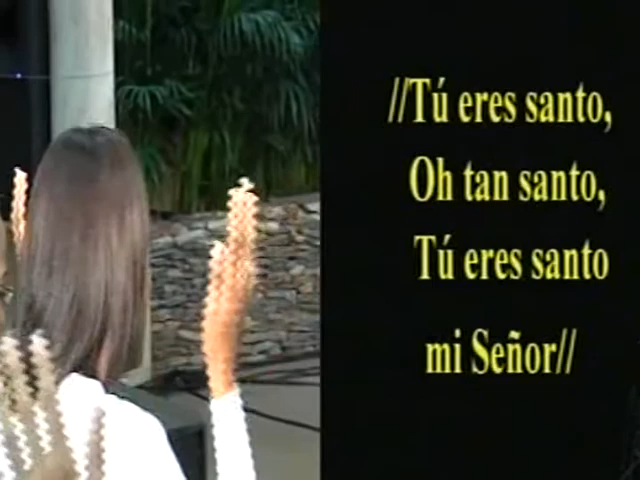 //Tú eres santo,
Oh tan santo,
Tú eres santo
mi Señor//